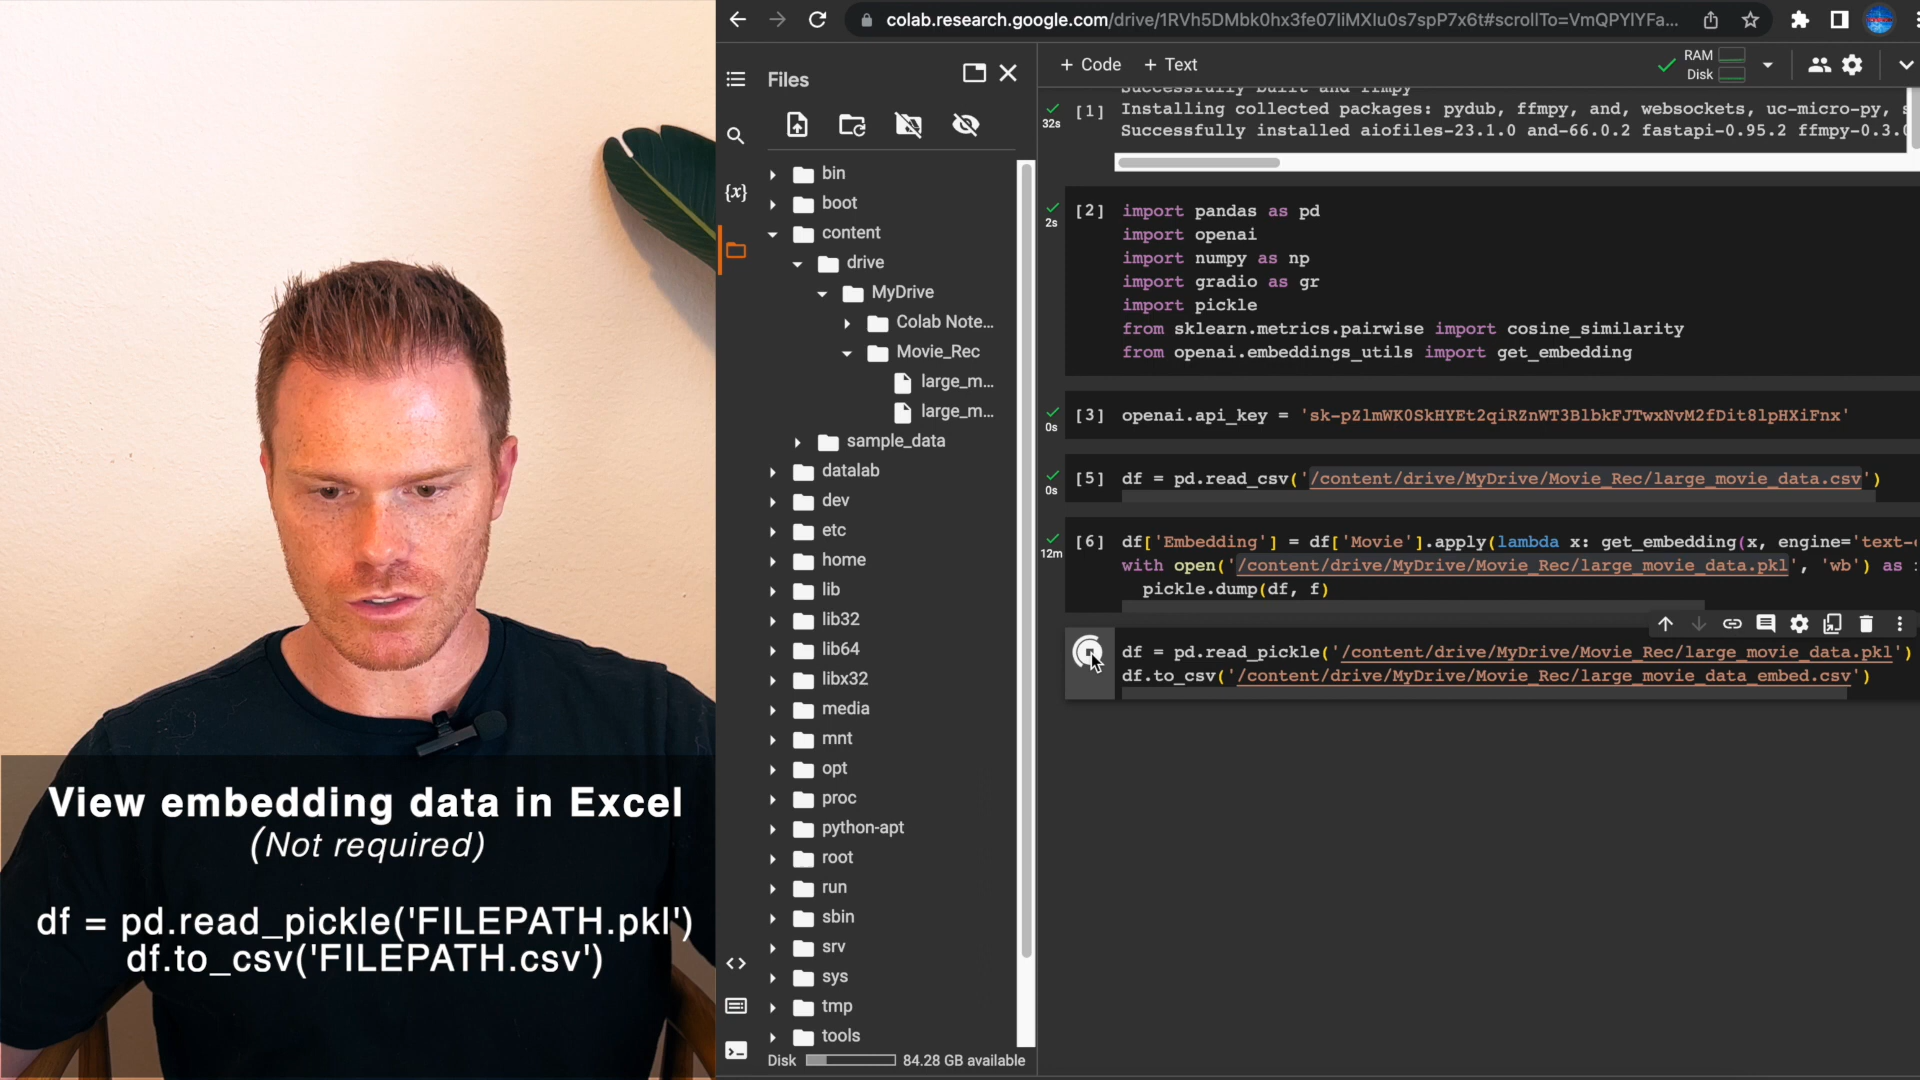 colab.research.google.com/drive/1RVh5DMbk0hx3fe07liMXIu0s7spP7x6t#scrollTo=VmQPYIYFa...
Files
+ Code + Text
RAM
Disk
Successfully built and ffmpy
[1] Installing collected packages: pydub, ffmpy, and, websockets, uc-micro-py,
32s
Successfully installed aiofiles-23.1.0 and-66.0.2 fastapi-0.95.2 ffmpy-0.3.0
{x}
bin
boot
content
drive
MyDrive
Colab Note...
Movie_Rec
large_m...
large_m...
sample_data
datalab
dev
etc
home
lib
lib32
lib64
libx32
media
mnt
opt
proc
python-apt
root
run
sbin
srv
sys
tmp
tools
Disk 84.28 GB available
[2] import pandas as pd
2s
import openai
import numpy as np
import gradio as gr
import pickle
from sklearn.metrics.pairwise import cosine_similarity
from openai.embeddings_utils import get_embedding
[3] openai.api_key = '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'
0s
[5] df = pd.read_csv('/content/drive/MyDrive/Movie_Rec/large_movie_data.csv')
0s
[6] df['Embedding'] = df['Movie'].apply(lambda x: get_embedding(x, engine='text-
12m
with open('/content/drive/MyDrive/Movie_Rec/large_movie_data.pkl', 'wb') as
pickle.dump(df, f)
df = pd.read_pickle('/content/drive/MyDrive/Movie_Rec/large_movie_data.pkl')
df.to_csv('/content/drive/MyDrive/Movie_Rec/large_movie_data_embed.csv')
View embedding data in Excel
(Not required)
df = pd.read_pickle('FILEPATH.pkl')
df.to_csv('FILEPATH.csv')